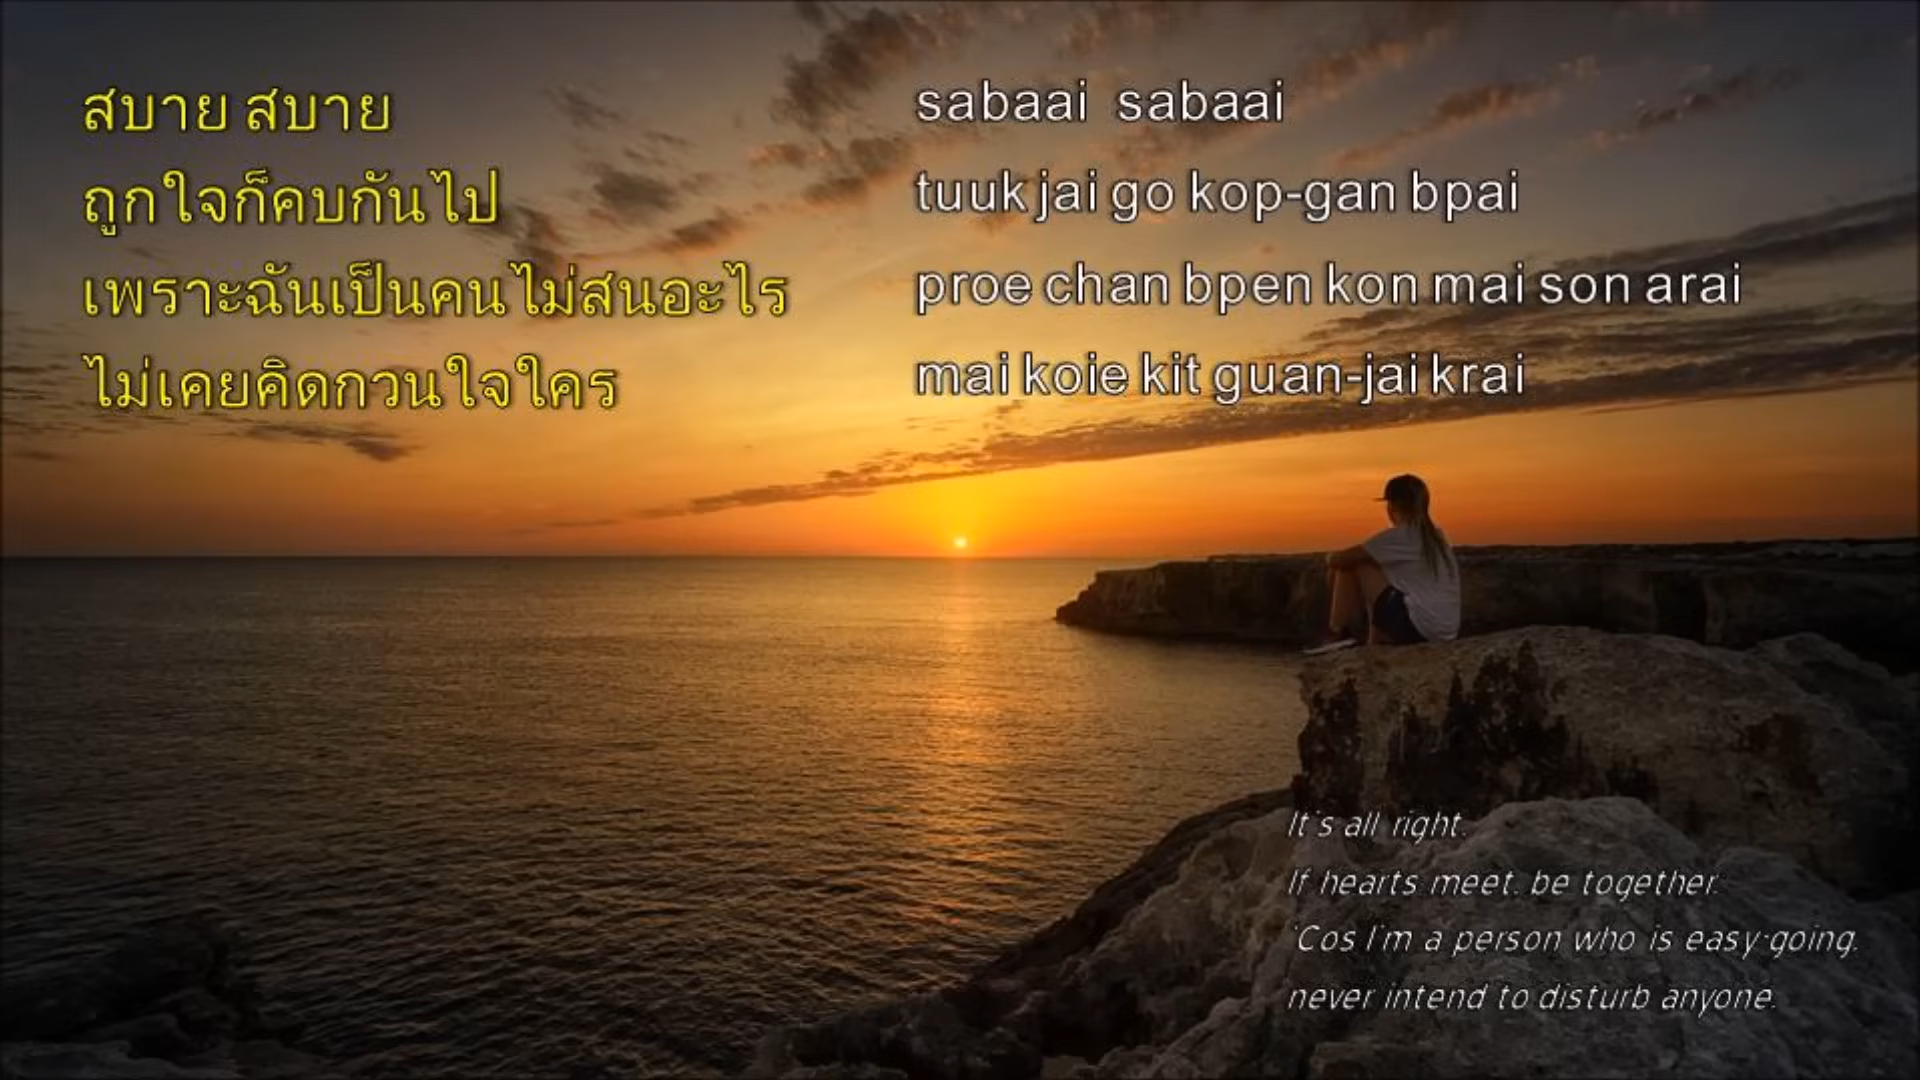 สบาย สบาย
ถูกใจก็คบกันไป
เพราะฉันเป็นคนไม่สนอะไร
ไม่เคยคิดกวนใจใคร
sabaai sabaai
tuuk jai go kop-gan bpai
proe chan bpen kon mai son arai
mai koie kit guan-jai krai
It's all right.
If hearts meet, be together.
'Cos I'm a person who is easy-going,
never intend to disturb anyone.